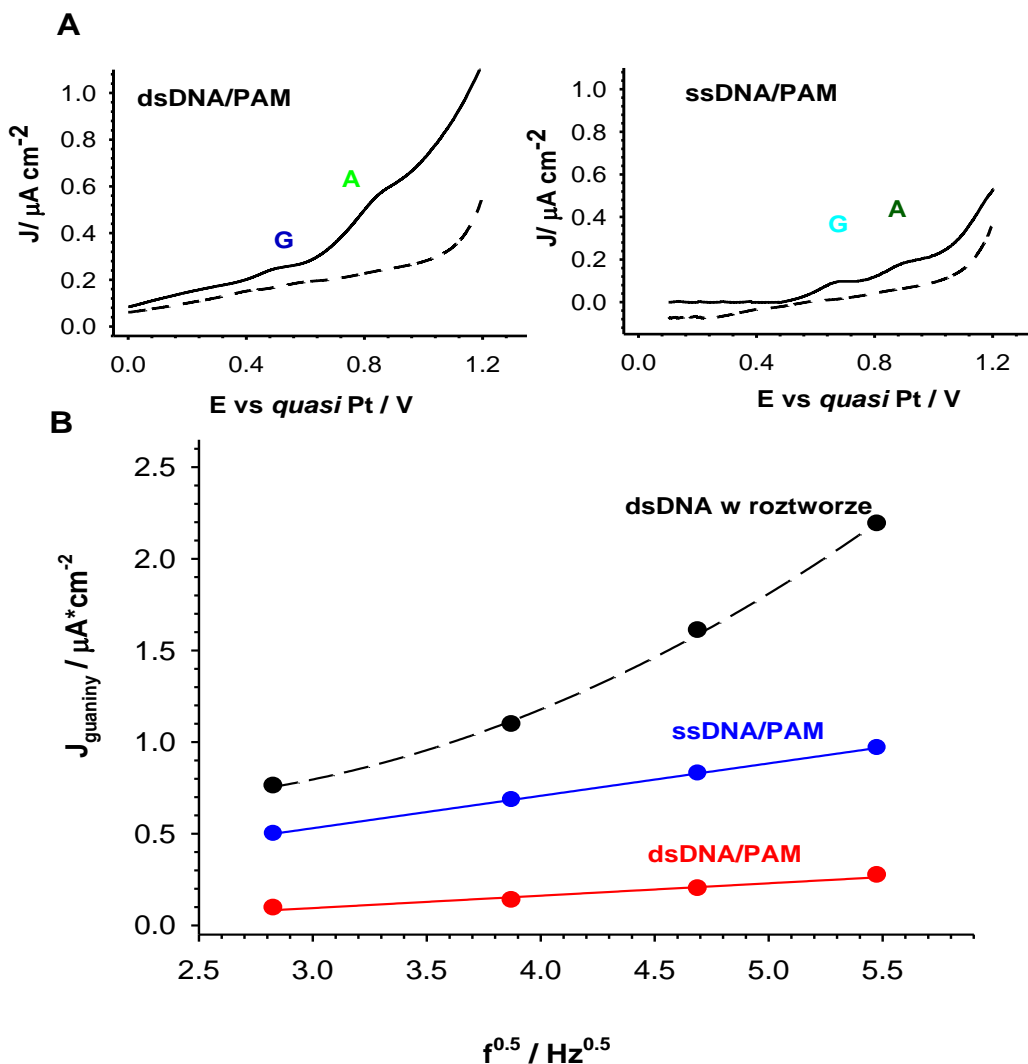 A
dsDNA/PAM
ssDNA/PAM
J/ μA cm-2
1.0
0.8
0.6
0.4
0.2
0.0
A
G
0.0 0.4 0.8 1.2
E vs quasi Pt / V
J/ μA cm-2
1.0
0.8
0.6
0.4
0.2
0.0
A
G
0.0 0.4 0.8 1.2
E vs quasi Pt / V
B
Jguaniny / μA*cm-2
2.5
2.0
1.5
1.0
0.5
0.0
dsDNA w roztworze
ssDNA/PAM
dsDNA/PAM
2.5 3.0 3.5 4.0 4.5 5.0 5.5
f0.5 / Hz0.5